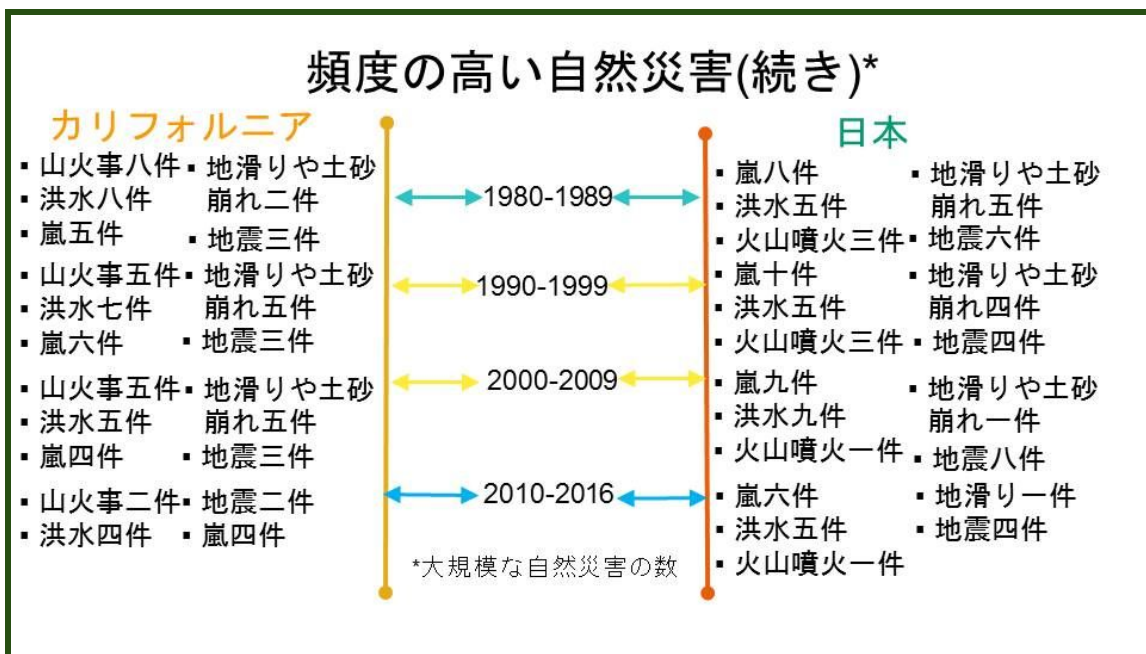 頻度の高い自然災害(続き)*
カリフォルニア
▪ 山火事八件
▪ 洪水八件
▪ 嵐五件
▪ 地滑りや土砂
崩れ二件
▪ 地震三件
▪ 山火事五件
▪ 洪水七件
▪ 嵐六件
▪ 地滑りや土砂
崩れ五件
▪ 地震三件
▪ 山火事五件
▪ 洪水五件
▪ 嵐四件
▪ 地滑りや土砂
崩れ五件
▪ 地震三件
▪ 山火事二件
▪ 洪水四件
▪ 地震二件
▪ 嵐四件
1980-1989
1990-1999
2000-2009
2010-2016
*大規模な自然災害の数
日本
▪ 嵐八件
▪ 洪水五件
▪ 火山噴火三件
▪ 地滑りや土砂
崩れ五件
▪ 地震六件
▪ 嵐十件
▪ 洪水五件
▪ 火山噴火三件
▪ 地滑りや土砂
崩れ四件
▪ 地震四件
▪ 嵐九件
▪ 洪水九件
▪ 火山噴火一件
▪ 地滑りや土砂
崩れ一件
▪ 地震八件
▪ 嵐六件
▪ 洪水五件
▪ 火山噴火一件
▪ 地滑り一件
▪ 地震四件